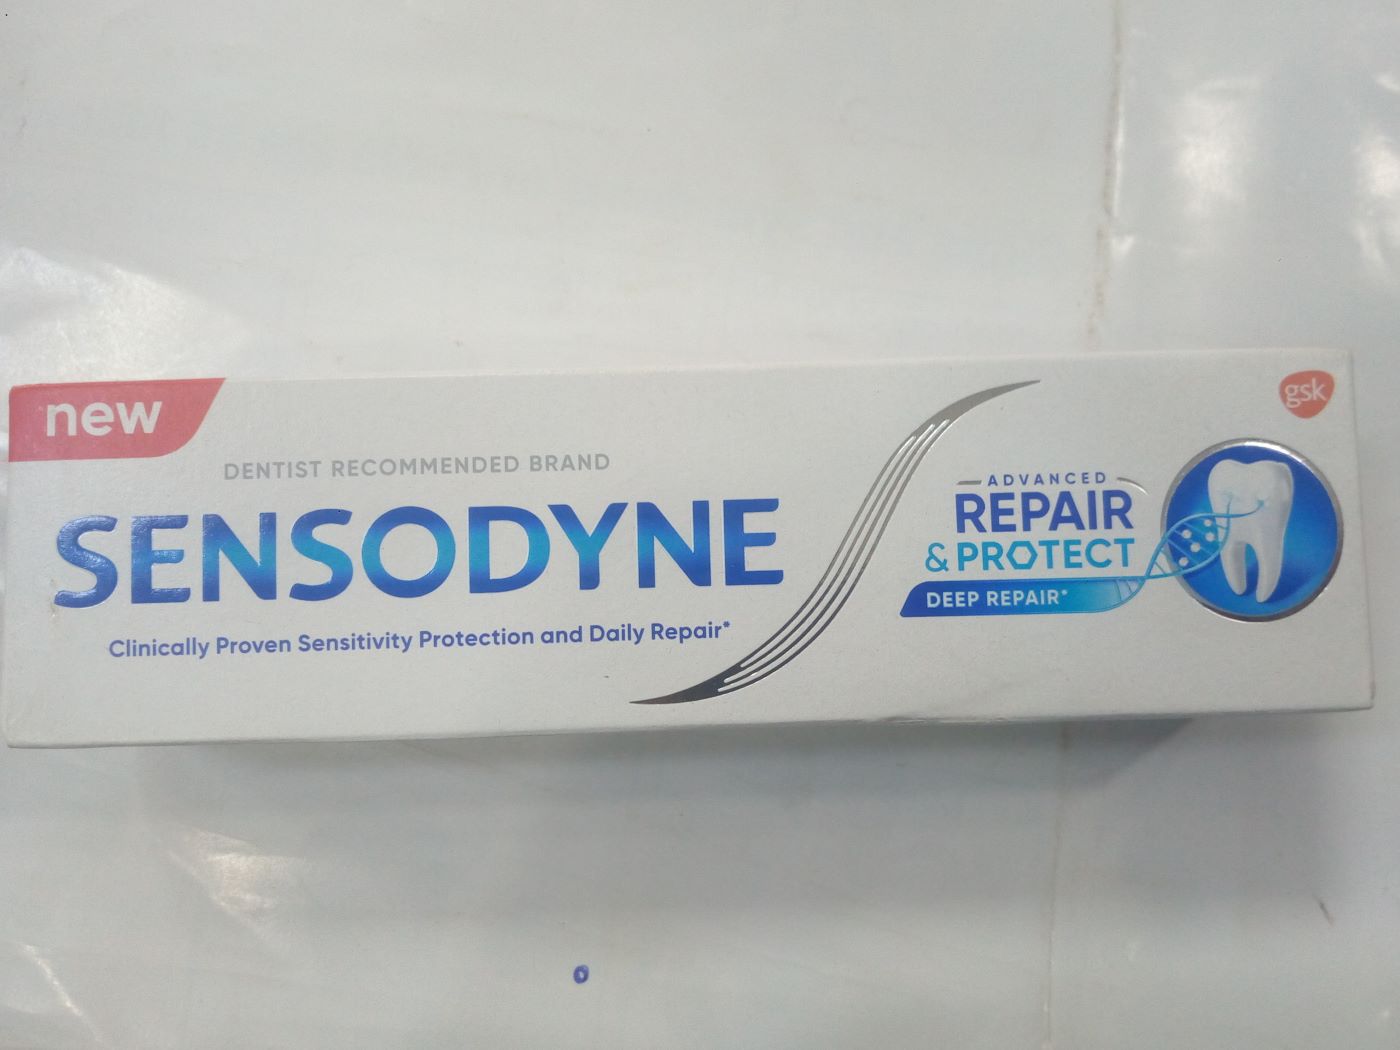 new
DENTIST RECOMMENDED BRAND
SENSODYNE
Clinically Proven Sensitivity Protection and Daily Repair*
gsk
ADVANCED
REPAIR
& PROTECT
DEEP REPAIR*